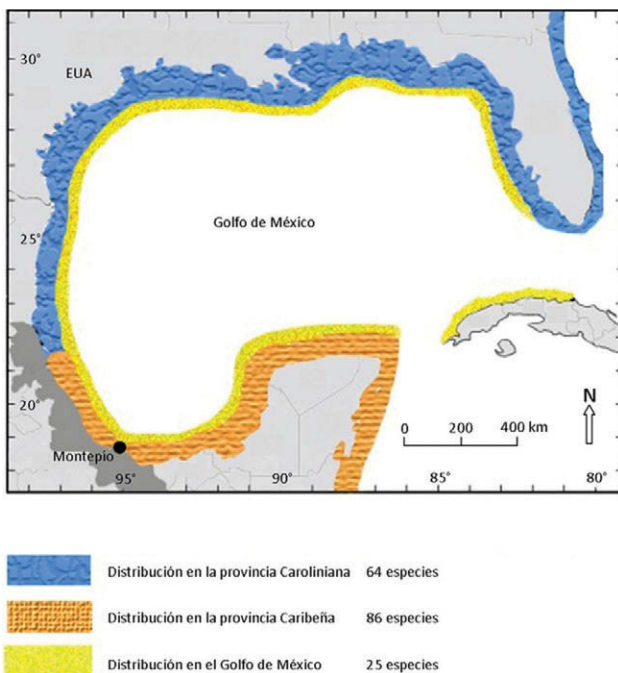 30°
EUA
Golfo de México
25°
N
20°
0 200 400 km
Montepio
95° 90° 85° 80°
Distribución en la provincia Caroliniana 64 especies
Distribución en la provincia Caribeña 86 especies
Distribución en el Golfo de México 25 especies